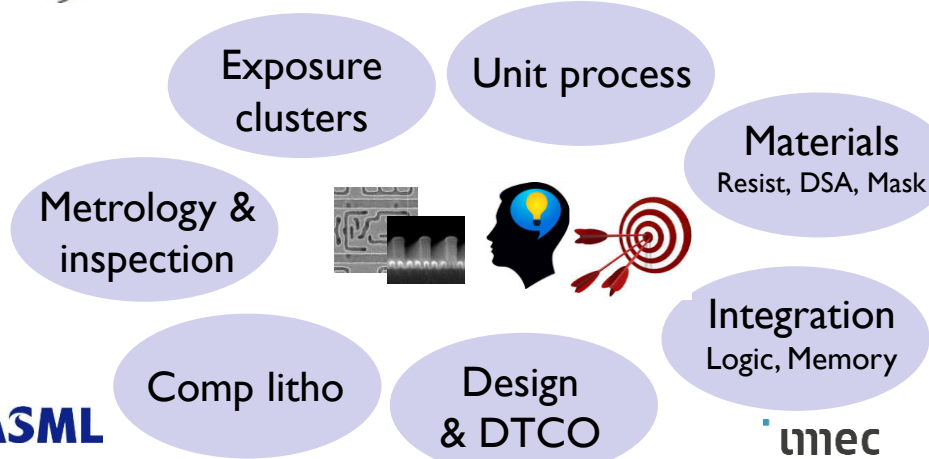 Exposure
clusters
Unit process
Materials
Resist, DSA, Mask
Metrology &
inspection
Integration
Logic, Memory
Comp litho
Design
& DTCO
ASML
imec